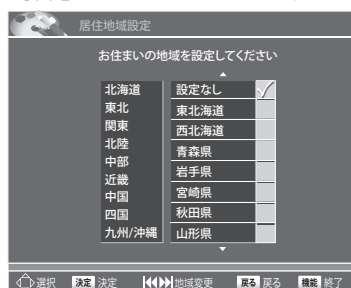 居住地域設定
お住まいの地域を設定してください
北海道
東北
関東
北陸
中部
近畿
中国
四国
九州/沖縄
設定なし
東北海道
西北海道
青森県
岩手県
宮崎県
秋田県
山形県
選択 決定 決定 地域変更 戻る 戻る 機能 終了